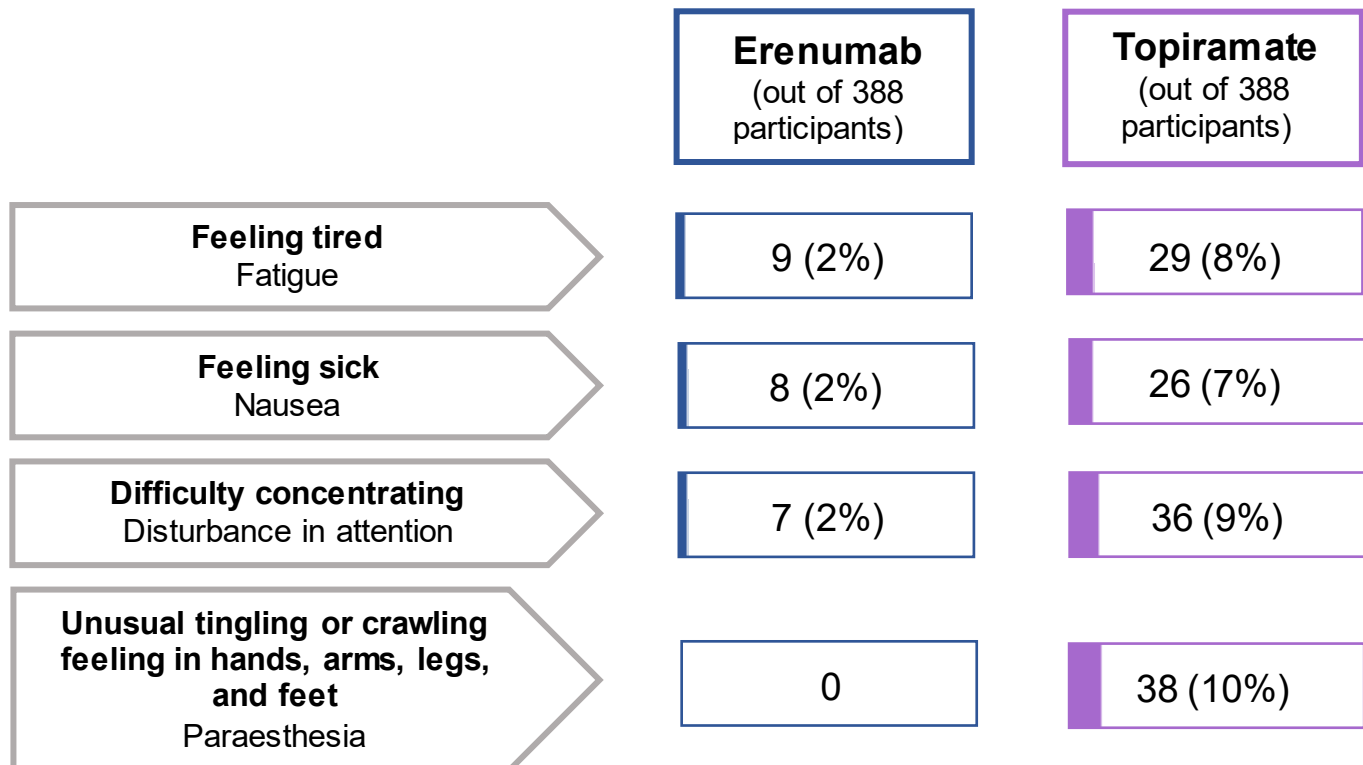 Erenumab
(out of 388
participants)
Topiramate
(out of 388
participants)
Feeling tired
Fatigue
9 (2%)
29 (8%)
Feeling sick
Nausea
8 (2%)
26 (7%)
Difficulty concentrating
Disturbance in attention
7 (2%)
36 (9%)
Unusual tingling or crawling
feeling in hands, arms, legs,
and feet
Paraesthesia
0
38 (10%)